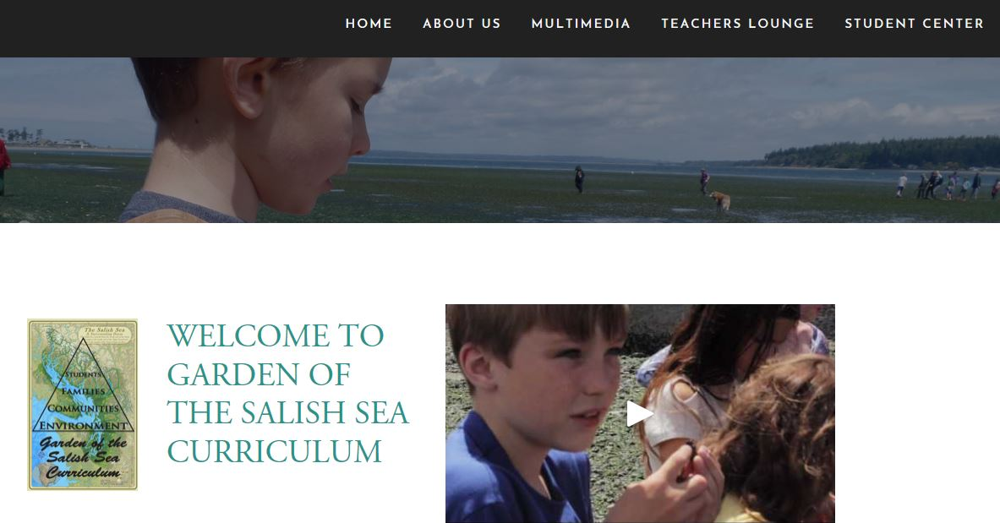 HOME ABOUT US MULTIMEDIA TEACHERS LOUNGE STUDENT CENTER
The Salish Sea
STUDENTS
FAMILIES
COMMUNITIES
ENVIRONMENT
Garden of the
Salish Sea
Curriculum
WELCOME TO
GARDEN OF
THE SALISH SEA
CURRICULUM